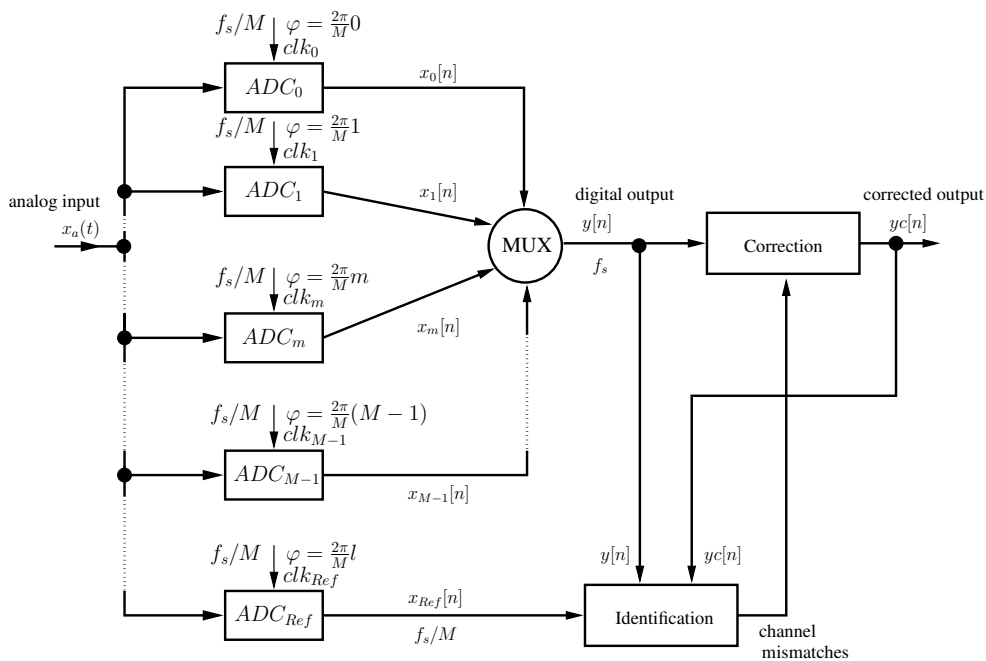 f_s/M φ = 2π/M 0
clk_0
ADC_0
x_0[n]
f_s/M φ = 2π/M 1
clk_1
ADC_1
x_1[n]
analog input
x_a(t)
digital output
y[n]
f_s
MUX
Correction
corrected output
yc[n]
f_s/M φ = 2π/M m
clk_m
ADC_m
x_m[n]
f_s/M φ = 2π/M (M − 1)
clk_{M−1}
ADC_{M−1}
x_{M−1}[n]
f_s/M φ = 2π/M l
clk_{Ref}
ADC_{Ref}
x_{Ref}[n]
f_s/M
y[n]
yc[n]
Identification
channel
mismatches